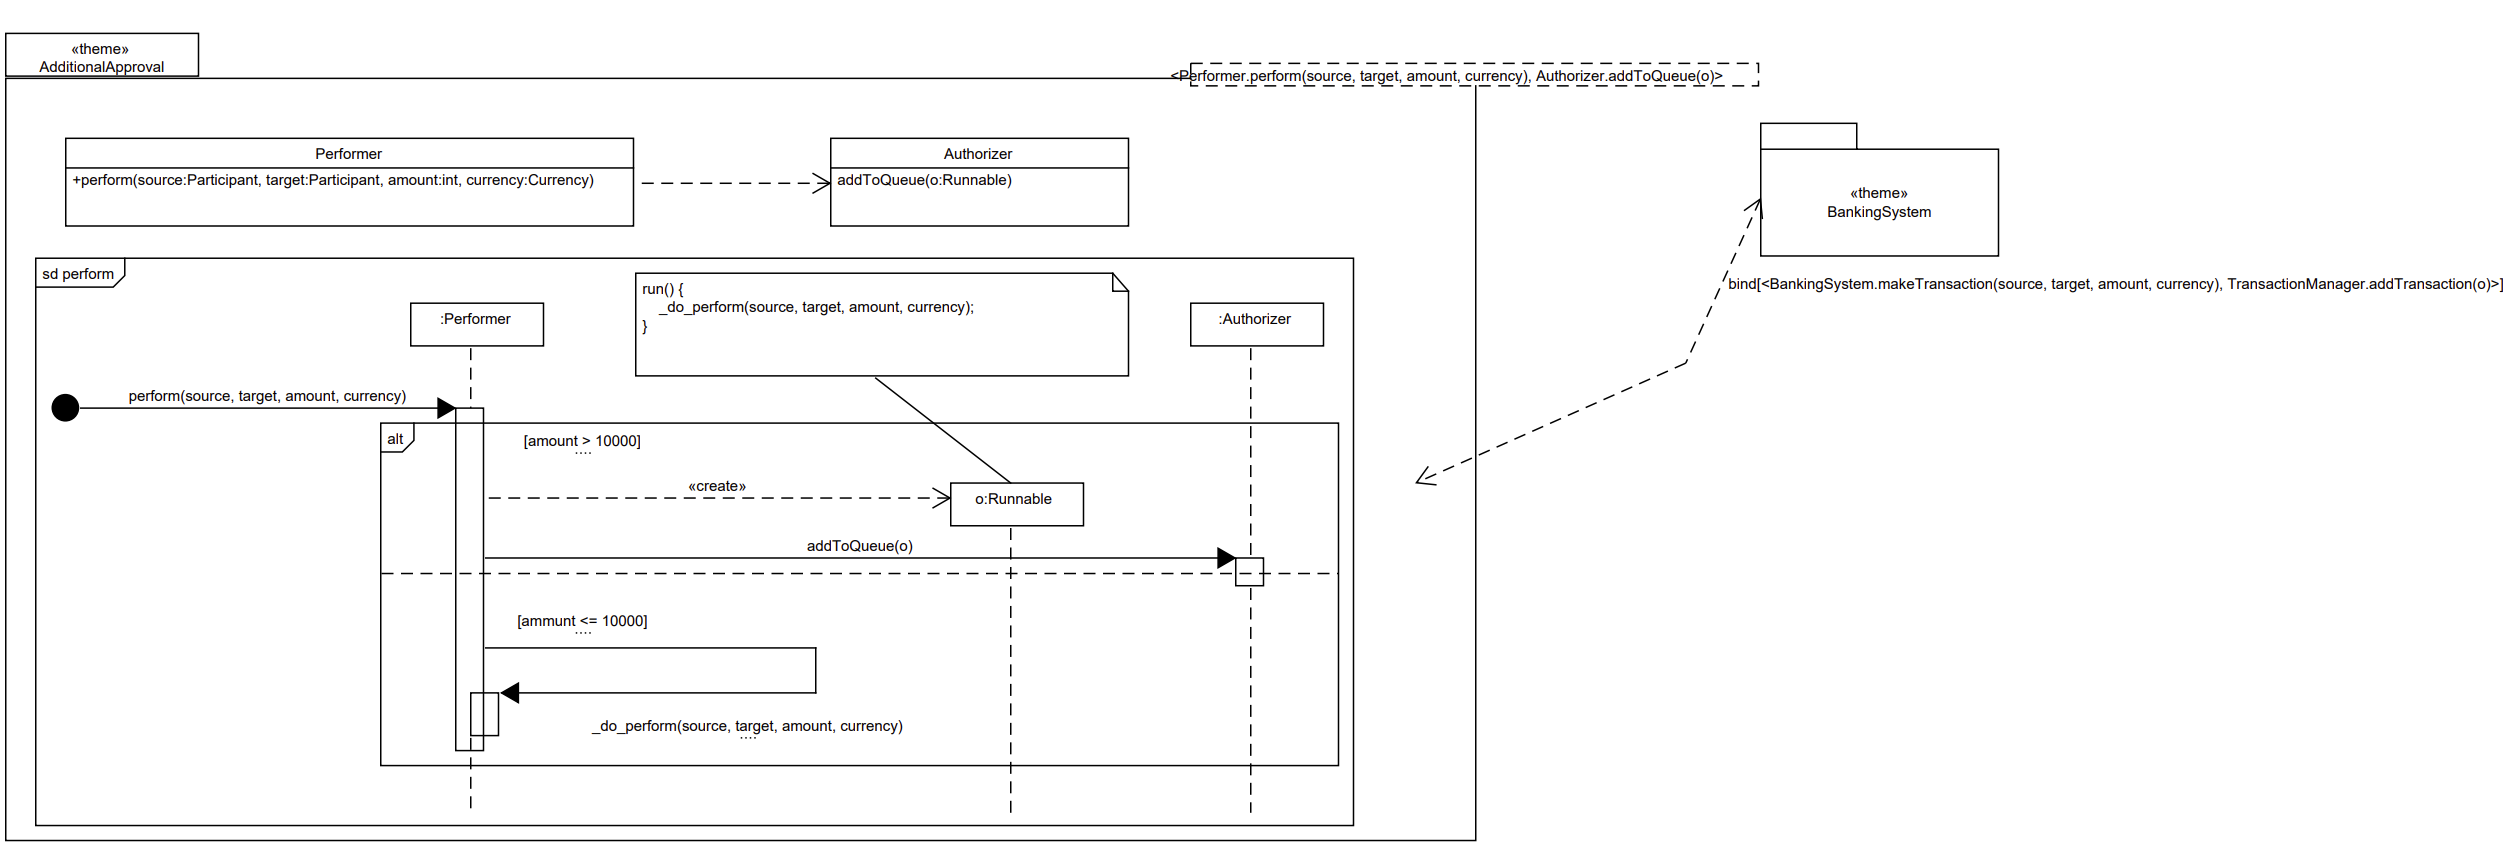 «theme»
AdditionalApproval
<Performer.perform(source, target, amount, currency), Authorizer.addToQueue(o)>
Performer
+perform(source:Participant, target:Participant, amount:int, currency:Currency)
Authorizer
addToQueue(o:Runnable)
«theme»
BankingSystem
bind[<BankingSystem.makeTransaction(source, target, amount, currency), TransactionManager.addTransaction(o)>]
sd perform
run() {
_do_perform(source, target, amount, currency);
}
:Performer
:Authorizer
perform(source, target, amount, currency)
alt
[amount > 10000]
....
«create»
o:Runnable
addToQueue(o)
[ammunt <= 10000]
....
_do_perform(source, target, amount, currency)
....